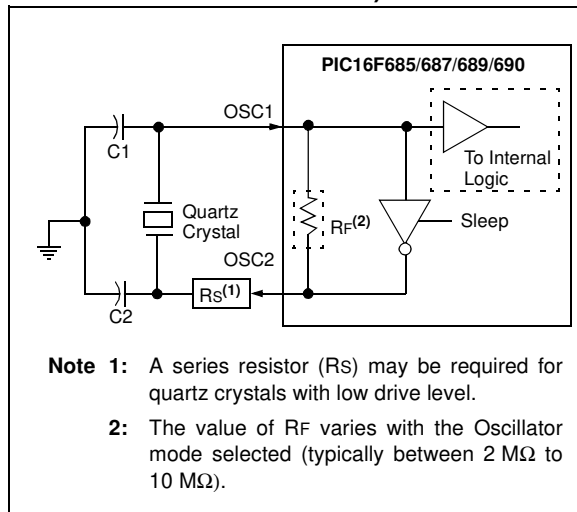 PIC16F685/687/689/690
OSC1
C1
To Internal
Logic
Quartz
Crystal
RF(2)
Sleep
OSC2
RS(1)
C2
Note 1: A series resistor (RS) may be required for
quartz crystals with low drive level.
2: The value of RF varies with the Oscillator
mode selected (typically between 2 MΩ to
10 MΩ).